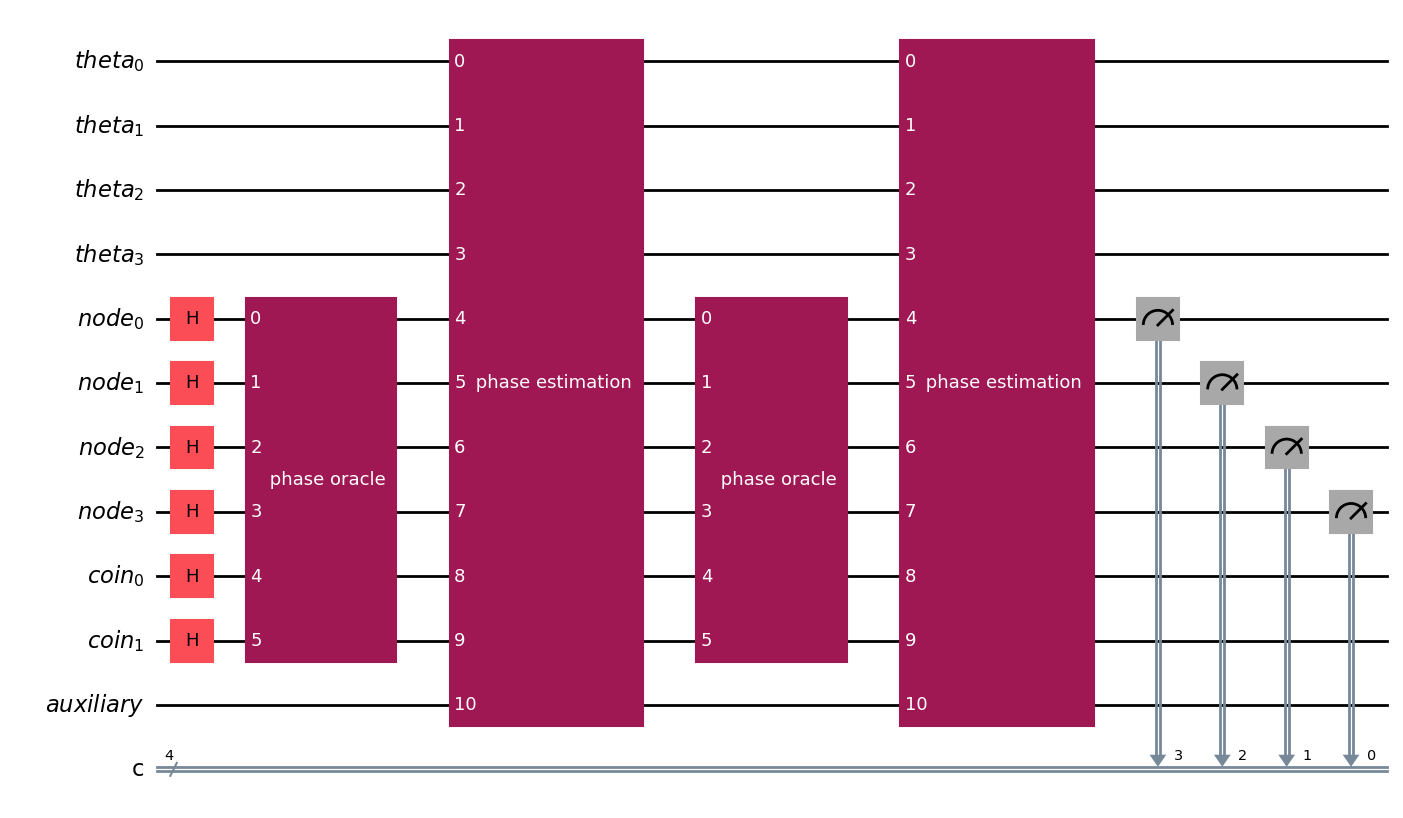 theta₀ 0 0
theta₁ 1 1
theta₂ 2 2
theta₃ 3 3
node₀ H 0 4 0 4
node₁ H 1 5 phase estimation 1 5 phase estimation
node₂ H 2 6 2 6
phase oracle phase oracle
node₃ H 3 7 3 7
coin₀ H 4 8 4 8
coin₁ H 5 9 5 9
auxiliary 10 10
4 3 2 1 0
c